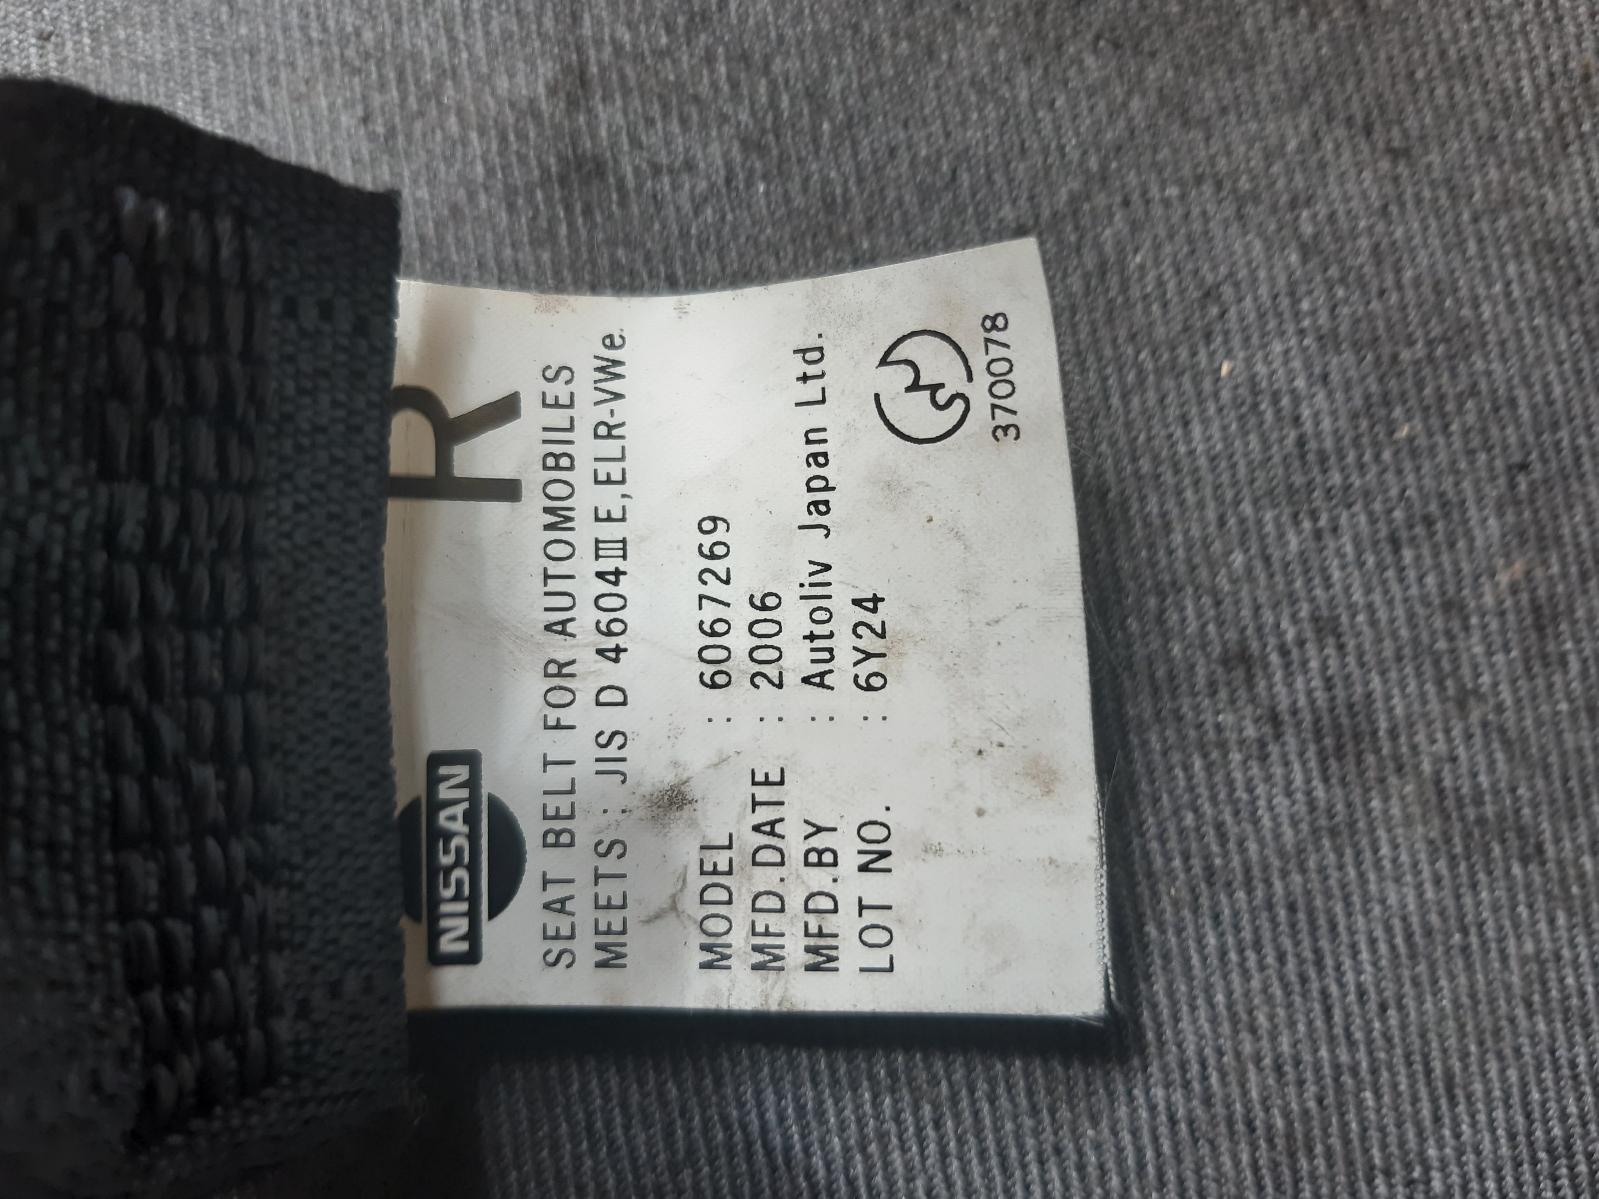 NISSAN R
SEAT BELT FOR AUTOMOBILES
MEETS : JIS D 4604Ⅲ E,ELR-VWe.
MODEL : 6067269
MFD.DATE : 2006
MFD.BY : Autoliv Japan Ltd.
LOT NO. : 6Y24
370078